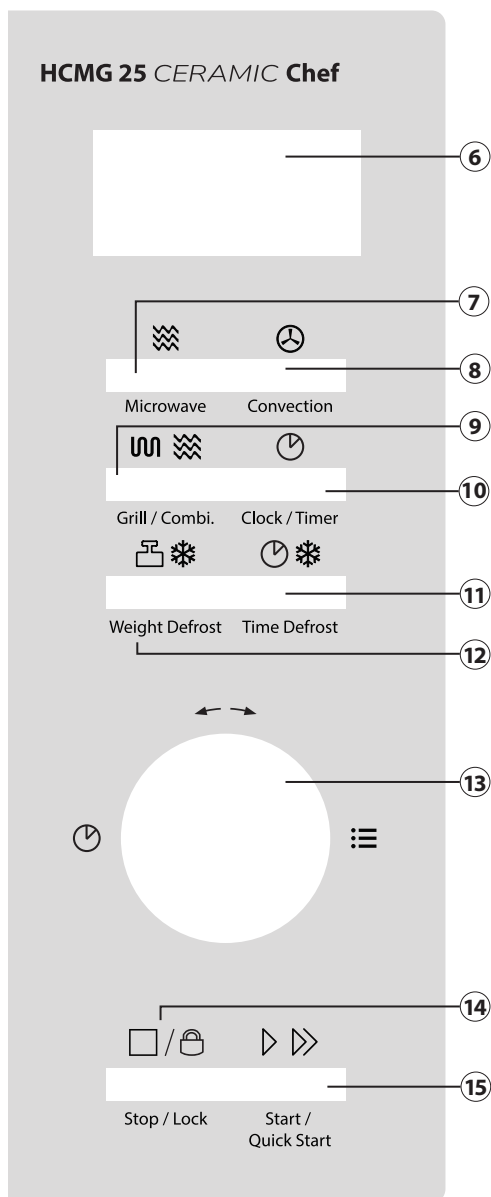 HCMG 25 CERAMIC Chef
6
7
8
Microwave Convection
9
10
Grill / Combi. Clock / Timer
11
Weight Defrost Time Defrost
12
13
14
15
Stop / Lock Start /
Quick Start